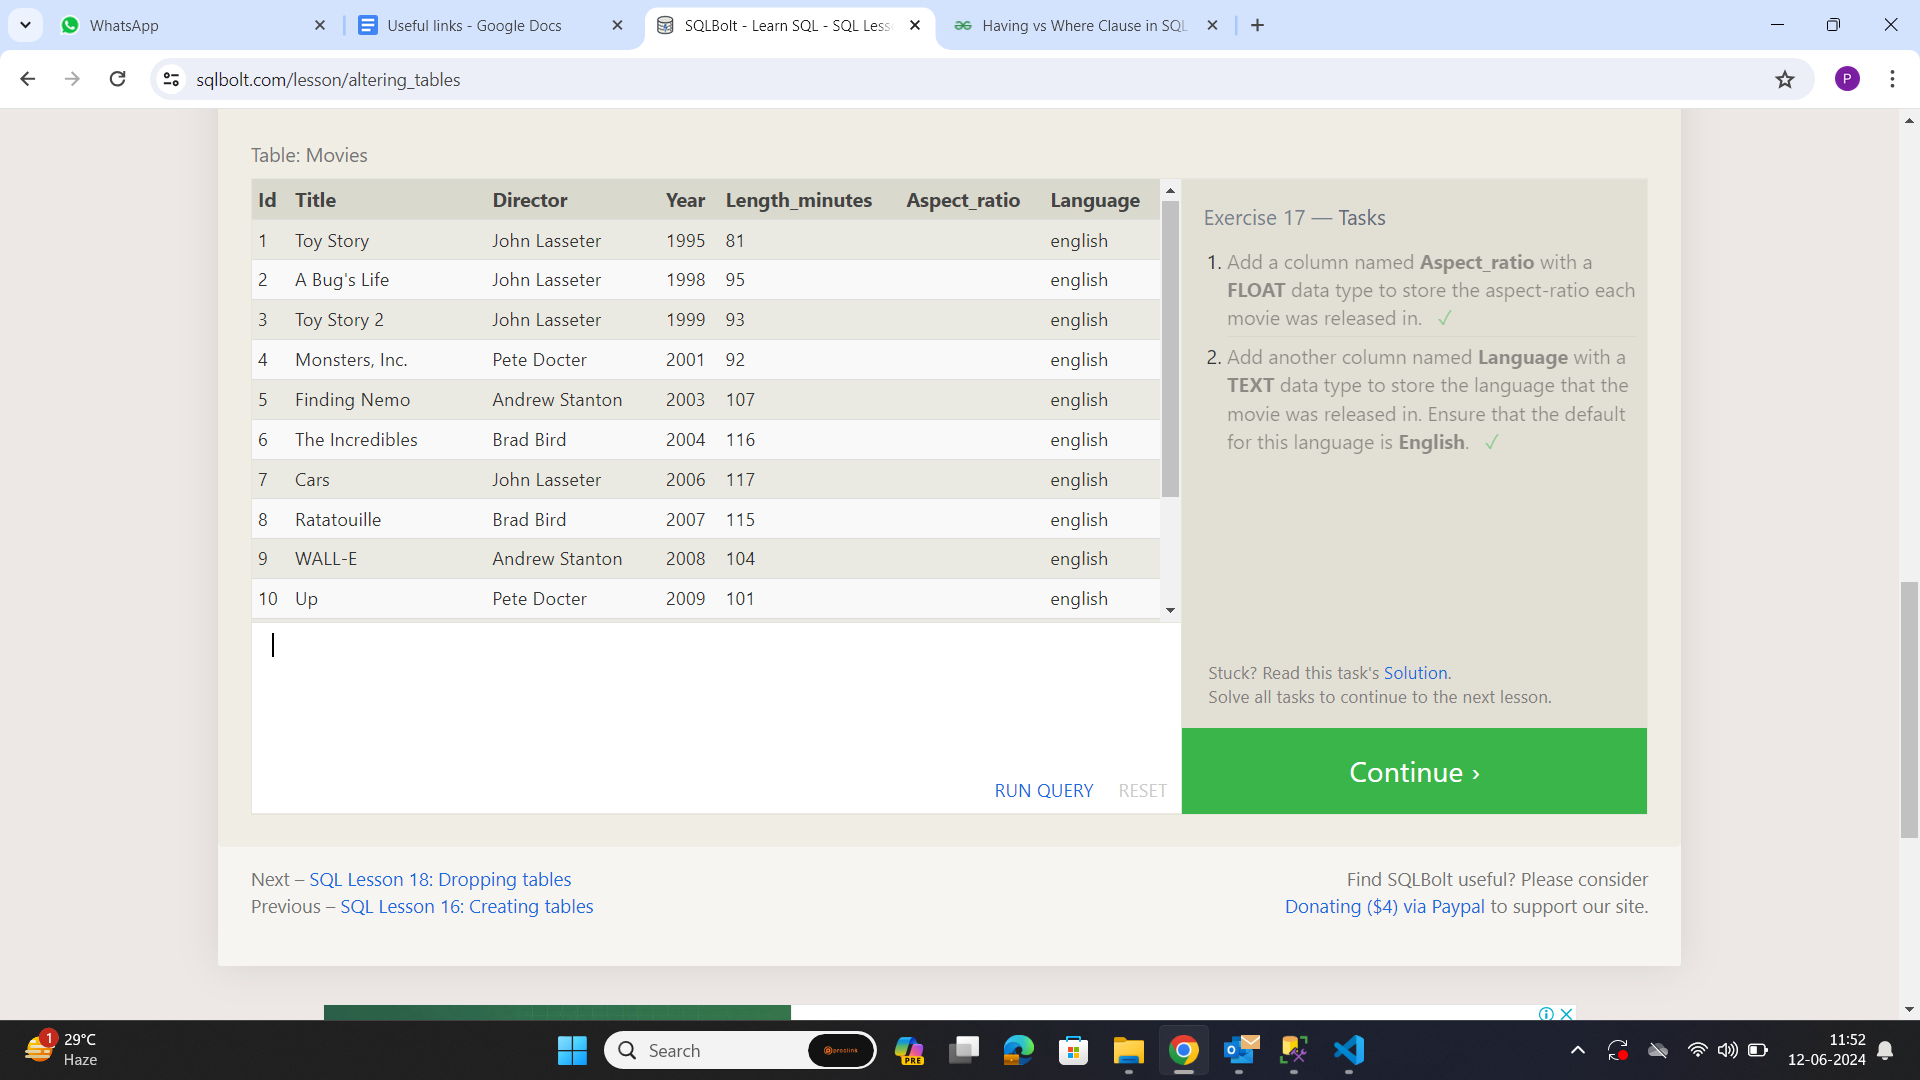 WhatsApp
Useful links - Google Docs
SQLBolt - Learn SQL - SQL Less
Having vs Where Clause in SQL
sqlbolt.com/lesson/altering_tables
P
Table: Movies
Id Title Director Year Length_minutes Aspect_ratio Language
1 Toy Story John Lasseter 1995 81 english
2 A Bug's Life John Lasseter 1998 95 english
3 Toy Story 2 John Lasseter 1999 93 english
4 Monsters, Inc. Pete Docter 2001 92 english
5 Finding Nemo Andrew Stanton 2003 107 english
6 The Incredibles Brad Bird 2004 116 english
7 Cars John Lasseter 2006 117 english
8 Ratatouille Brad Bird 2007 115 english
9 WALL-E Andrew Stanton 2008 104 english
10 Up Pete Docter 2009 101 english
RUN QUERY RESET
Exercise 17 — Tasks
1. Add a column named Aspect_ratio with a
FLOAT data type to store the aspect-ratio each
movie was released in. ✓
2. Add another column named Language with a
TEXT data type to store the language that the
movie was released in. Ensure that the default
for this language is English. ✓
Stuck? Read this task's Solution.
Solve all tasks to continue to the next lesson.
Continue ›
Next – SQL Lesson 18: Dropping tables
Previous – SQL Lesson 16: Creating tables
Find SQLBolt useful? Please consider
Donating ($4) via Paypal to support our site.
1
29°C
Haze
Search
proclink
PRE
11:52
12-06-2024